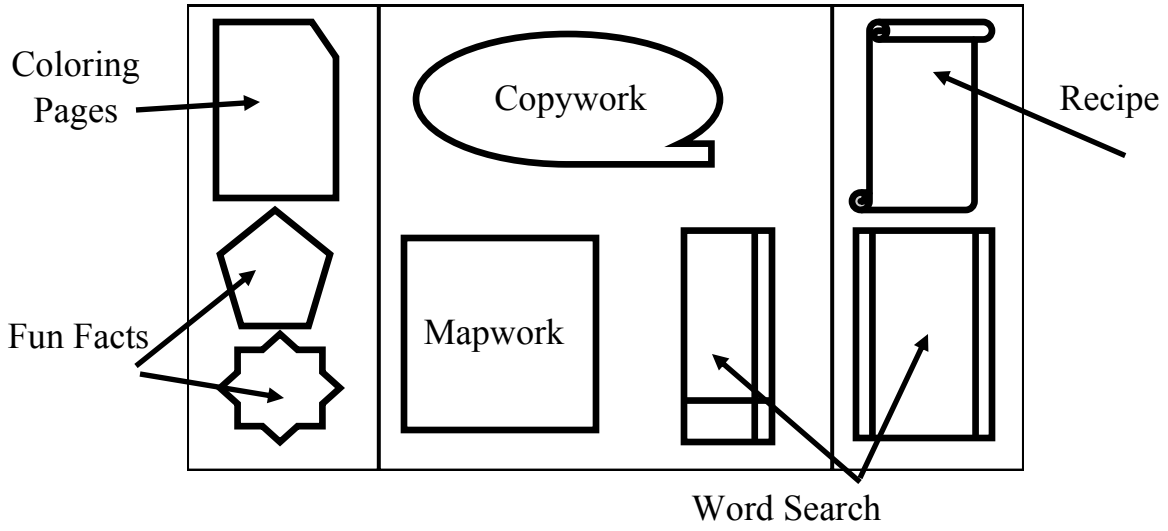 Coloring
Pages
Copywork
Recipe
Fun Facts
Mapwork
Word Search